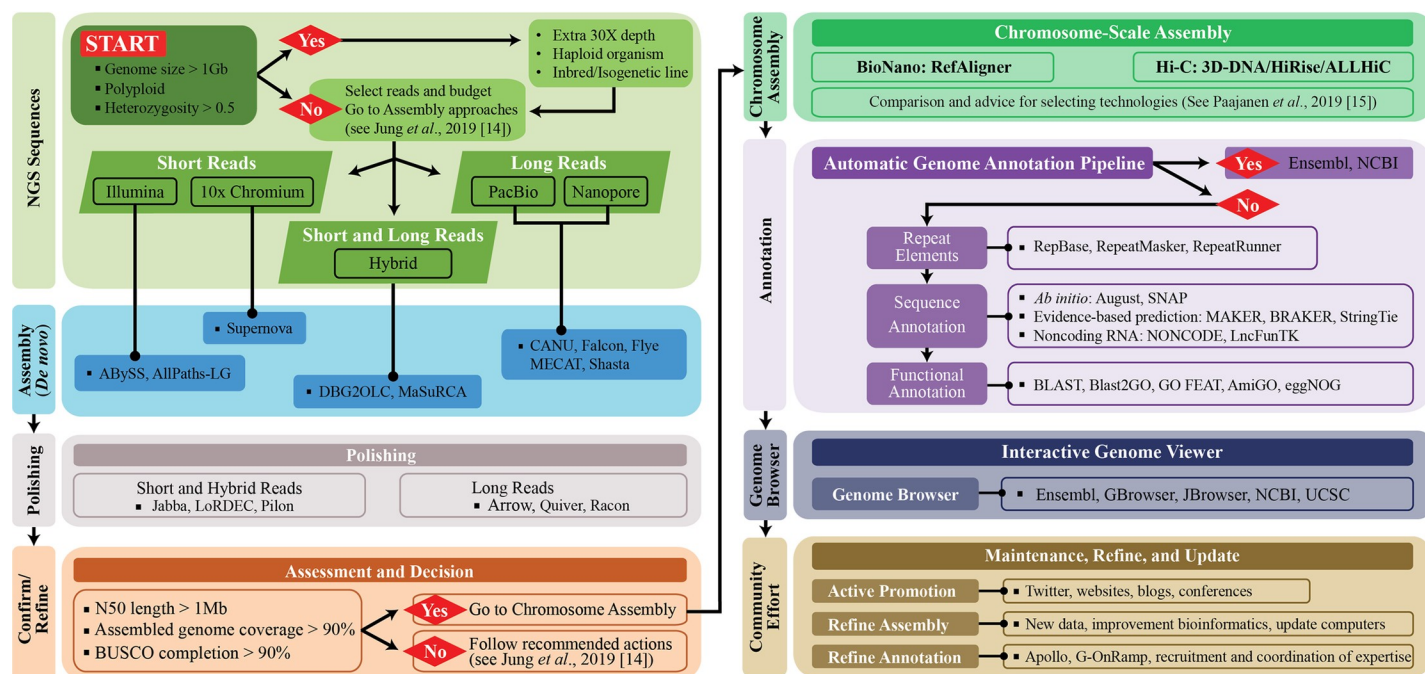 NGS Sequences
START
▪ Genome size > 1Gb
▪ Polyploid
▪ Heterozygosity > 0.5
Yes
• Extra 30X depth
• Haploid organism
• Inbred/Isogenetic line
No
Select reads and budget
Go to Assembly approaches
(see Jung et al., 2019 [14])
Short Reads
Illumina
10x Chromium
Long Reads
PacBio
Nanopore
Short and Long Reads
Hybrid
Assembly
(De novo)
▪ Supernova
▪ ABySS, AllPaths-LG
▪ DBG2OLC, MaSuRCA
▪ CANU, Falcon, Flye
MECAT, Shasta
Polishing
Polishing
Short and Hybrid Reads
▪ Jabba, LoRDEC, Pilon
Long Reads
▪ Arrow, Quiver, Racon
Confirm/
Refine
Assessment and Decision
▪ N50 length > 1Mb
▪ Assembled genome coverage > 90%
▪ BUSCO completion > 90%
Yes
Go to Chromosome Assembly
No
Follow recommended actions
(see Jung et al., 2019 [14])
Chromosome
Assembly
Chromosome-Scale Assembly
BioNano: RefAligner
Hi-C: 3D-DNA/HiRise/ALLHiC
Comparison and advice for selecting technologies (See Paajanen et al., 2019 [15])
Annotation
Automatic Genome Annotation Pipeline
Yes
Ensembl, NCBI
No
Repeat
Elements
▪ RepBase, RepeatMasker, RepeatRunner
Sequence
Annotation
▪ Ab initio: August, SNAP
▪ Evidence-based prediction: MAKER, BRAKER, StringTie
▪ Noncoding RNA: NONCODE, LncFunTK
Functional
Annotation
▪ BLAST, Blast2GO, GO FEAT, AmiGO, eggNOG
Genome
Browser
Interactive Genome Viewer
Genome Browser
▪ Ensembl, GBrowser, JBrowser, NCBI, UCSC
Community
Effort
Maintenance, Refine, and Update
Active Promotion
▪ Twitter, websites, blogs, conferences
Refine Assembly
▪ New data, improvement bioinformatics, update computers
Refine Annotation
▪ Apollo, G-OnRamp, recruitment and coordination of expertise